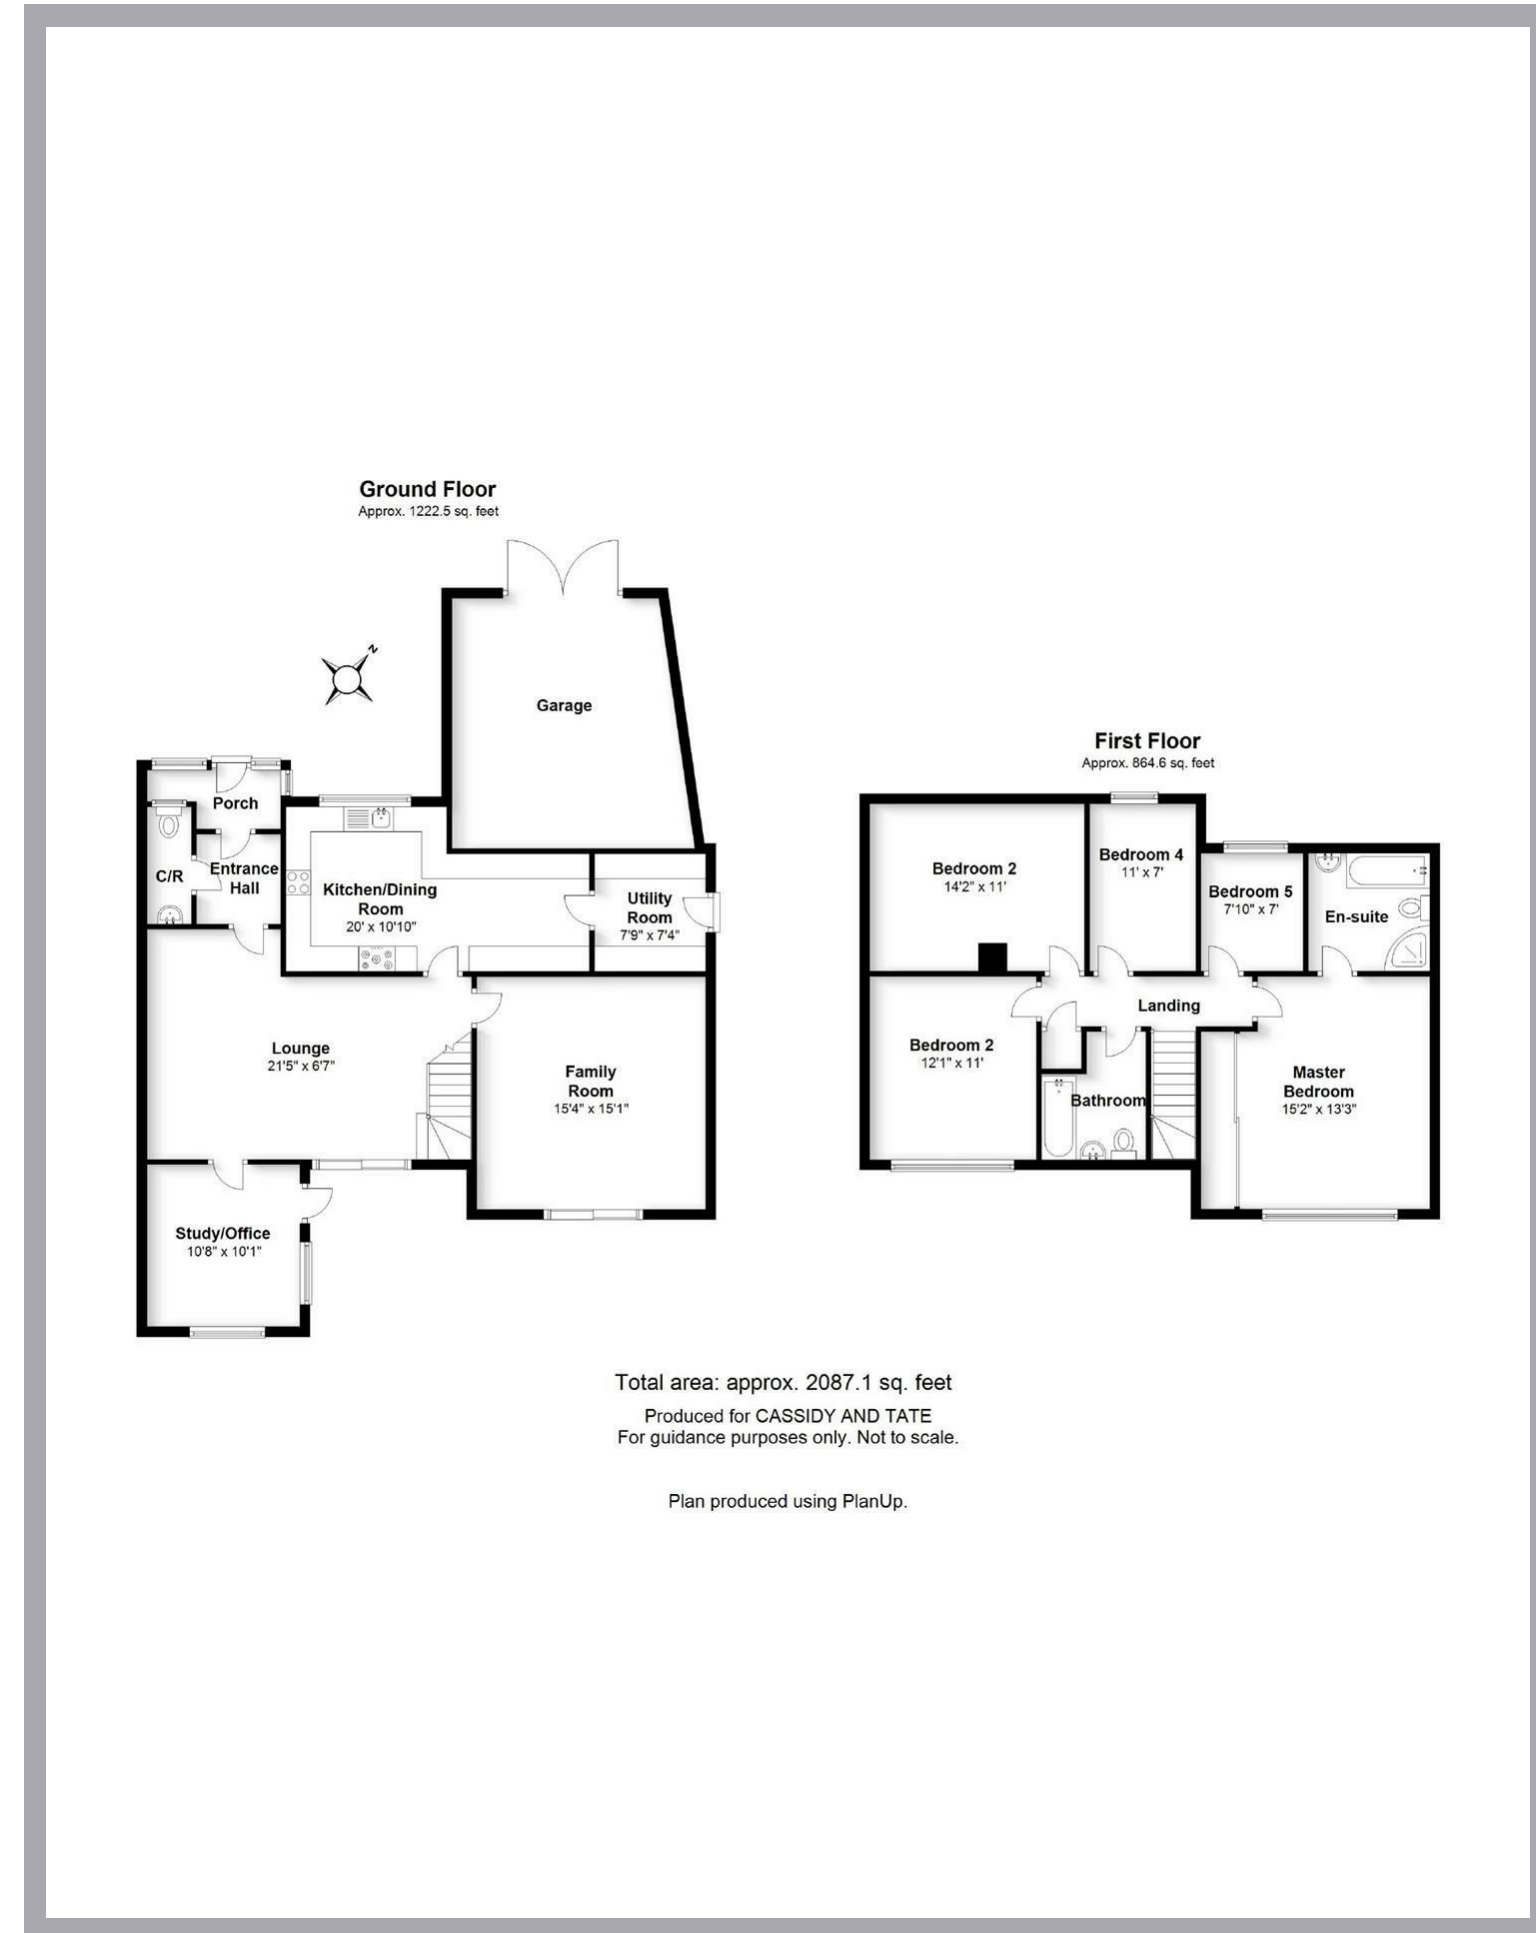 Ground Floor
Approx. 1222.5 sq. feet
N
Garage
Porch
C/R
Entrance
Hall
Kitchen/Dining
Room
20' x 10'10"
Utility
Room
7'9" x 7'4"
Lounge
21'5" x 6'7"
Family
Room
15'4" x 15'1"
Study/Office
10'8" x 10'1"
First Floor
Approx. 864.6 sq. feet
Bedroom 2
14'2" x 11'
Bedroom 4
11' x 7'
Bedroom 5
7'10" x 7'
En-suite
Landing
Bedroom 2
12'1" x 11'
Bathroom
Master
Bedroom
15'2" x 13'3"
Total area: approx. 2087.1 sq. feet
Produced for CASSIDY AND TATE
For guidance purposes only. Not to scale.
Plan produced using PlanUp.